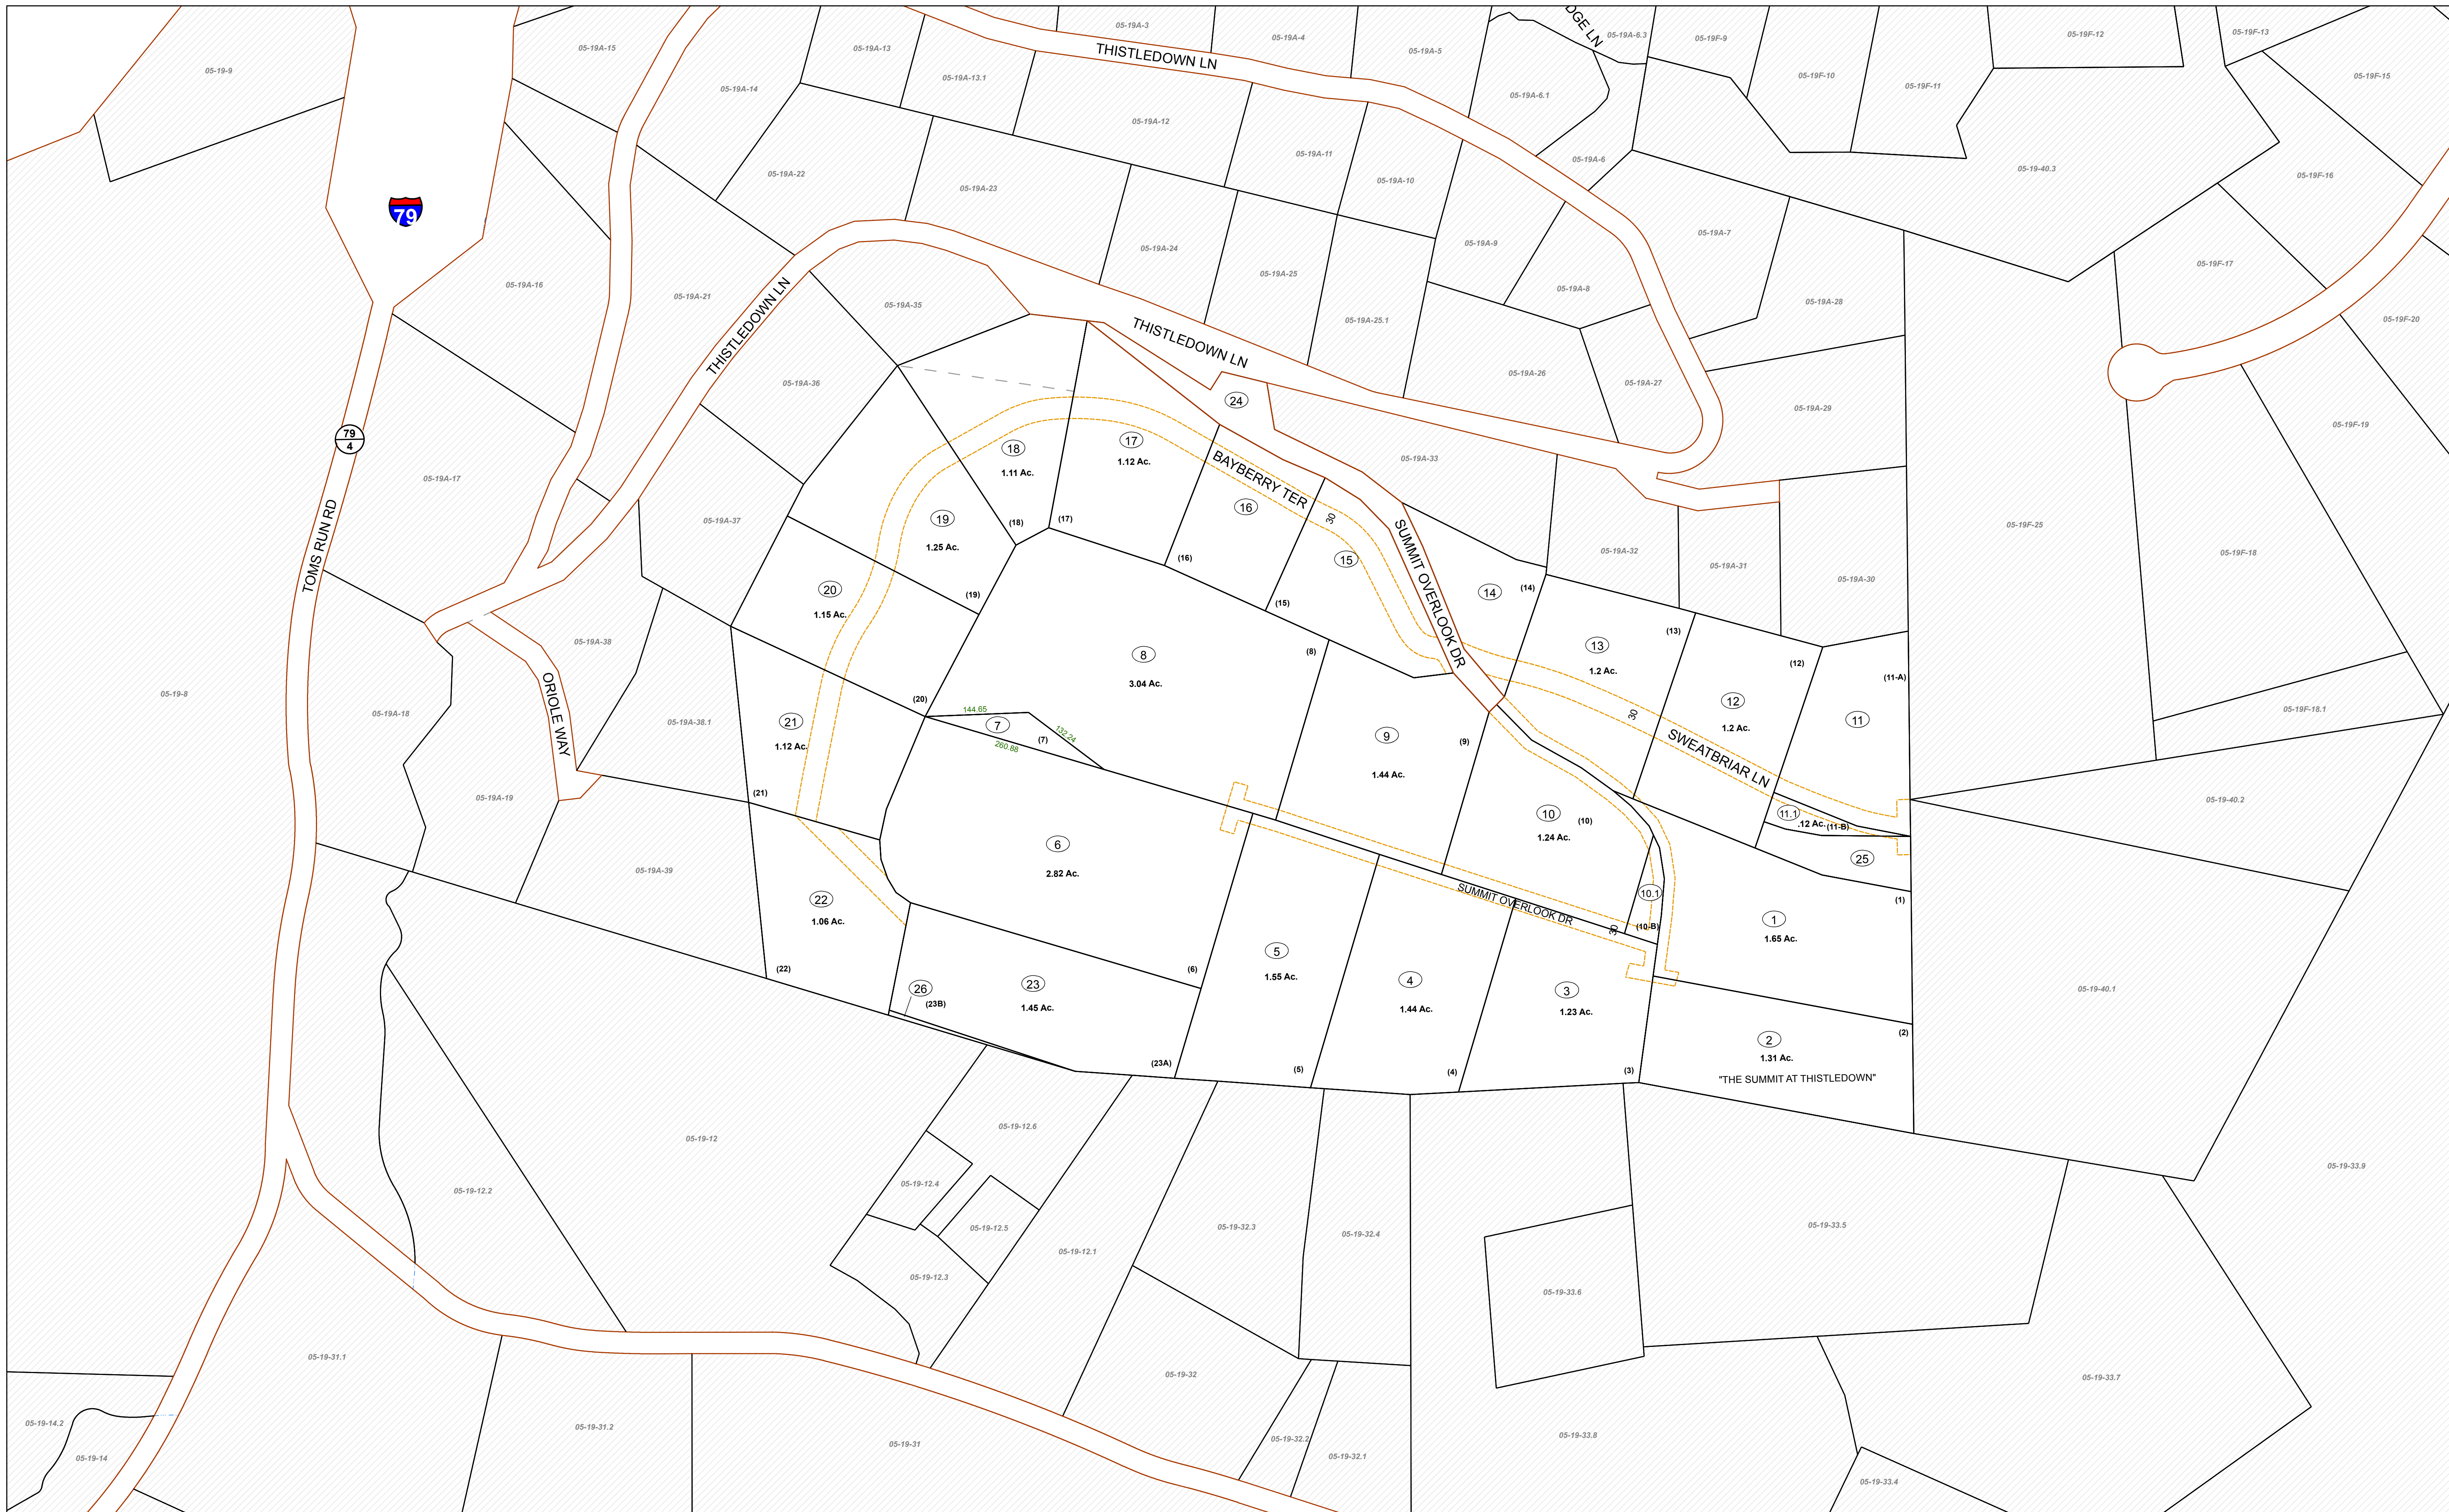 05-19A-3
05-19A-4
05-19A-5
DGE LN
05-19A-6.3
05-19F-9
05-19F-12
05-19F-13
05-19-9
05-19A-15
05-19A-13
THISTLEDOWN LN
05-19A-13.1
05-19A-14
05-19A-6.1
05-19F-10
05-19F-11
05-19F-15
05-19A-12
05-19A-11
05-19A-6
05-19-40.3
05-19A-22
05-19A-23
05-19A-10
05-19F-16
79
05-19A-24
05-19A-9
05-19A-7
05-19A-25
05-19F-17
05-19A-16
05-19A-21
05-19A-35
05-19A-8
05-19A-28
THISTLEDOWN LN
THISTLEDOWN LN
05-19A-25.1
05-19F-20
05-19A-36
05-19A-26
05-19A-27
24
05-19A-29
05-19F-19
79
4
18
17
1.12 Ac.
05-19A-33
1.11 Ac.
05-19A-17
BAYBERRY TER
16
TOMS RUN RD
05-19A-37
19
(18)
(17)
30
05-19F-25
1.25 Ac.
SUMMIT OVERLOOK DR
05-19A-32
05-19F-18
(16)
15
05-19A-31
05-19A-30
20
(19)
(15)
14
(14)
1.15 Ac.
05-19A-38
(13)
8
(8)
13
(12)
3.04 Ac.
1.2 Ac.
(11-A)
05-19-8
ORIOLE WAY
05-19A-18
05-19A-38.1
21
1.12 Ac.
(20)
144.65
7
(7)
132.24
260.88
9
(9)
1.44 Ac.
30
12
1.2 Ac.
11
05-19F-18.1
SWEATBRIAR LN
05-19A-19
(21)
10
(10)
1.24 Ac.
11.1
.12 Ac.
(11-B)
05-19-40.2
6
2.82 Ac.
25
05-19A-39
22
1.06 Ac.
SUMMIT OVERLOOK DR
10.1
(10-B)
30
(1)
1
1.65 Ac.
(22)
26
(23B)
23
1.45 Ac.
(6)
5
1.55 Ac.
4
1.44 Ac.
3
1.23 Ac.
05-19-40.1
(23A)
(5)
(4)
(3)
(2)
2
1.31 Ac.
"THE SUMMIT AT THISTLEDOWN"
05-19-12
05-19-12.6
05-19-12.2
05-19-12.4
05-19-12.5
05-19-33.9
05-19-32.3
05-19-32.4
05-19-33.5
05-19-12.1
05-19-12.3
05-19-33.6
05-19-31.1
05-19-32
05-19-33.7
05-19-14.2
05-19-31.2
05-19-31
05-19-32.2
05-19-33.8
05-19-14
05-19-32.1
05-19-33.4